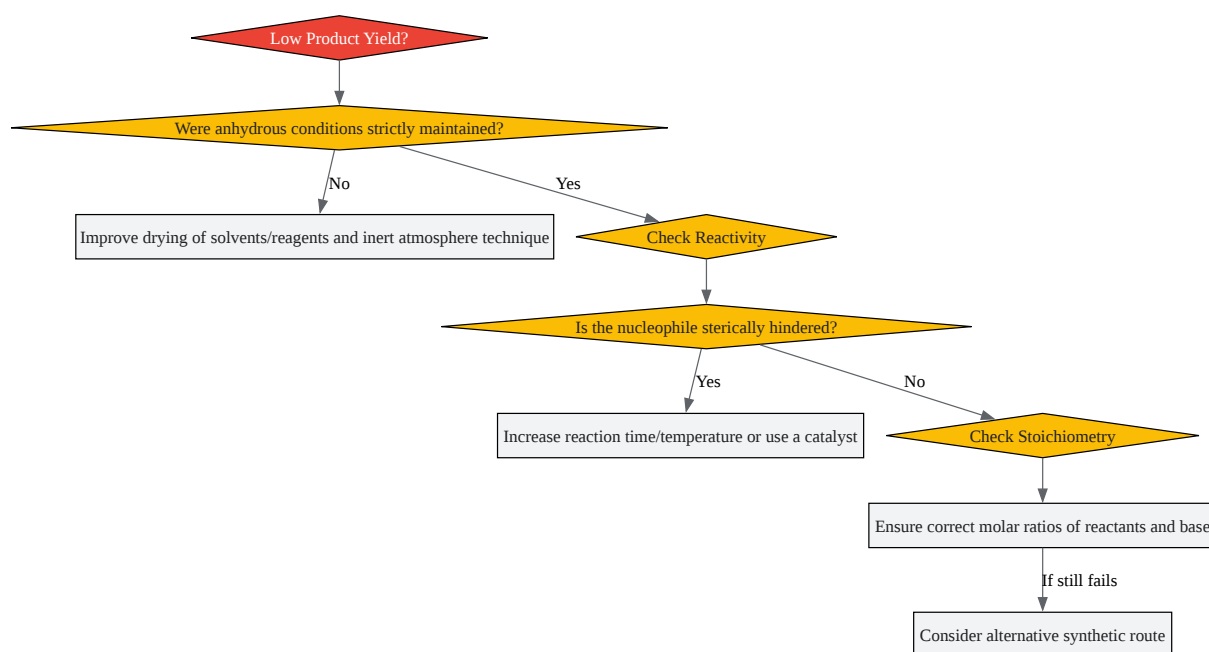 Low Product Yield?
Were anhydrous conditions strictly maintained?
No
Yes
Improve drying of solvents/reagents and inert atmosphere technique
Check Reactivity
Is the nucleophile sterically hindered?
Yes
No
Increase reaction time/temperature or use a catalyst
Check Stoichiometry
Ensure correct molar ratios of reactants and base
If still fails
Consider alternative synthetic route